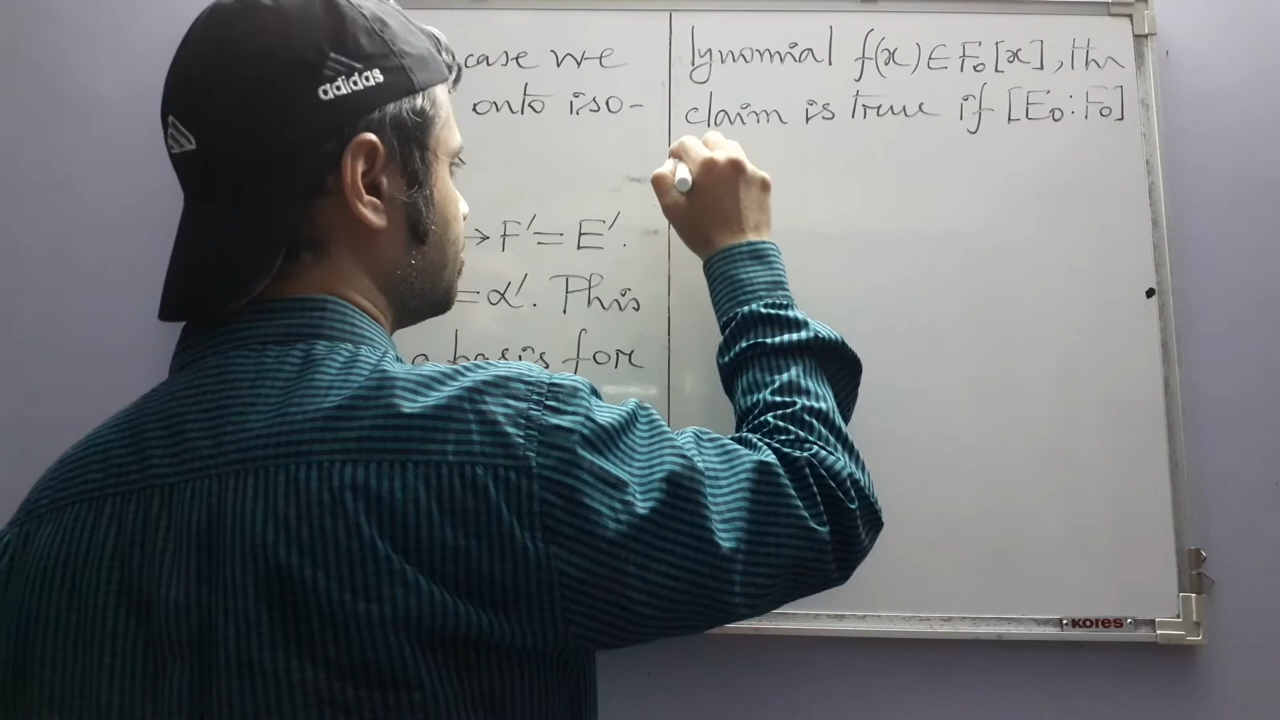 adidas
case we
onto iso-
→ F' = E'.
= α'. This
a basis for
lynomial f(x) ∈ F₀[x], the
claim is true if [E₀:F₀]
kores